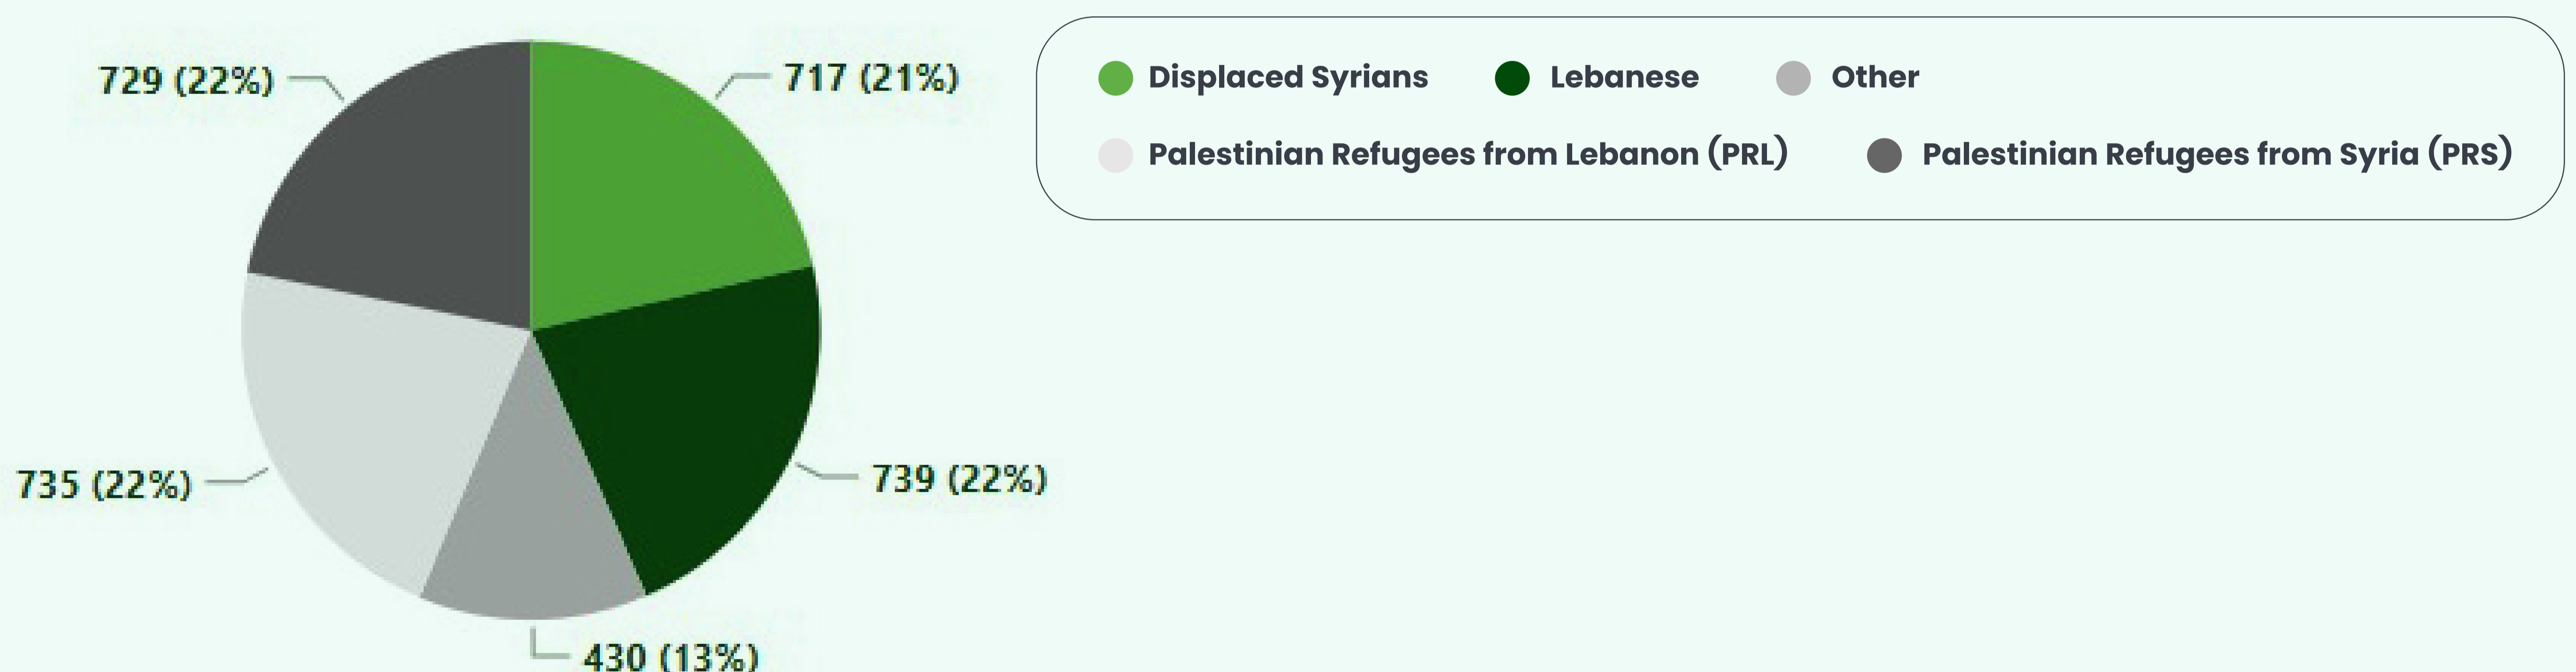 729 (22%)
717 (21%)
735 (22%)
739 (22%)
430 (13%)
Displaced Syrians
Lebanese
Other
Palestinian Refugees from Lebanon (PRL)
Palestinian Refugees from Syria (PRS)